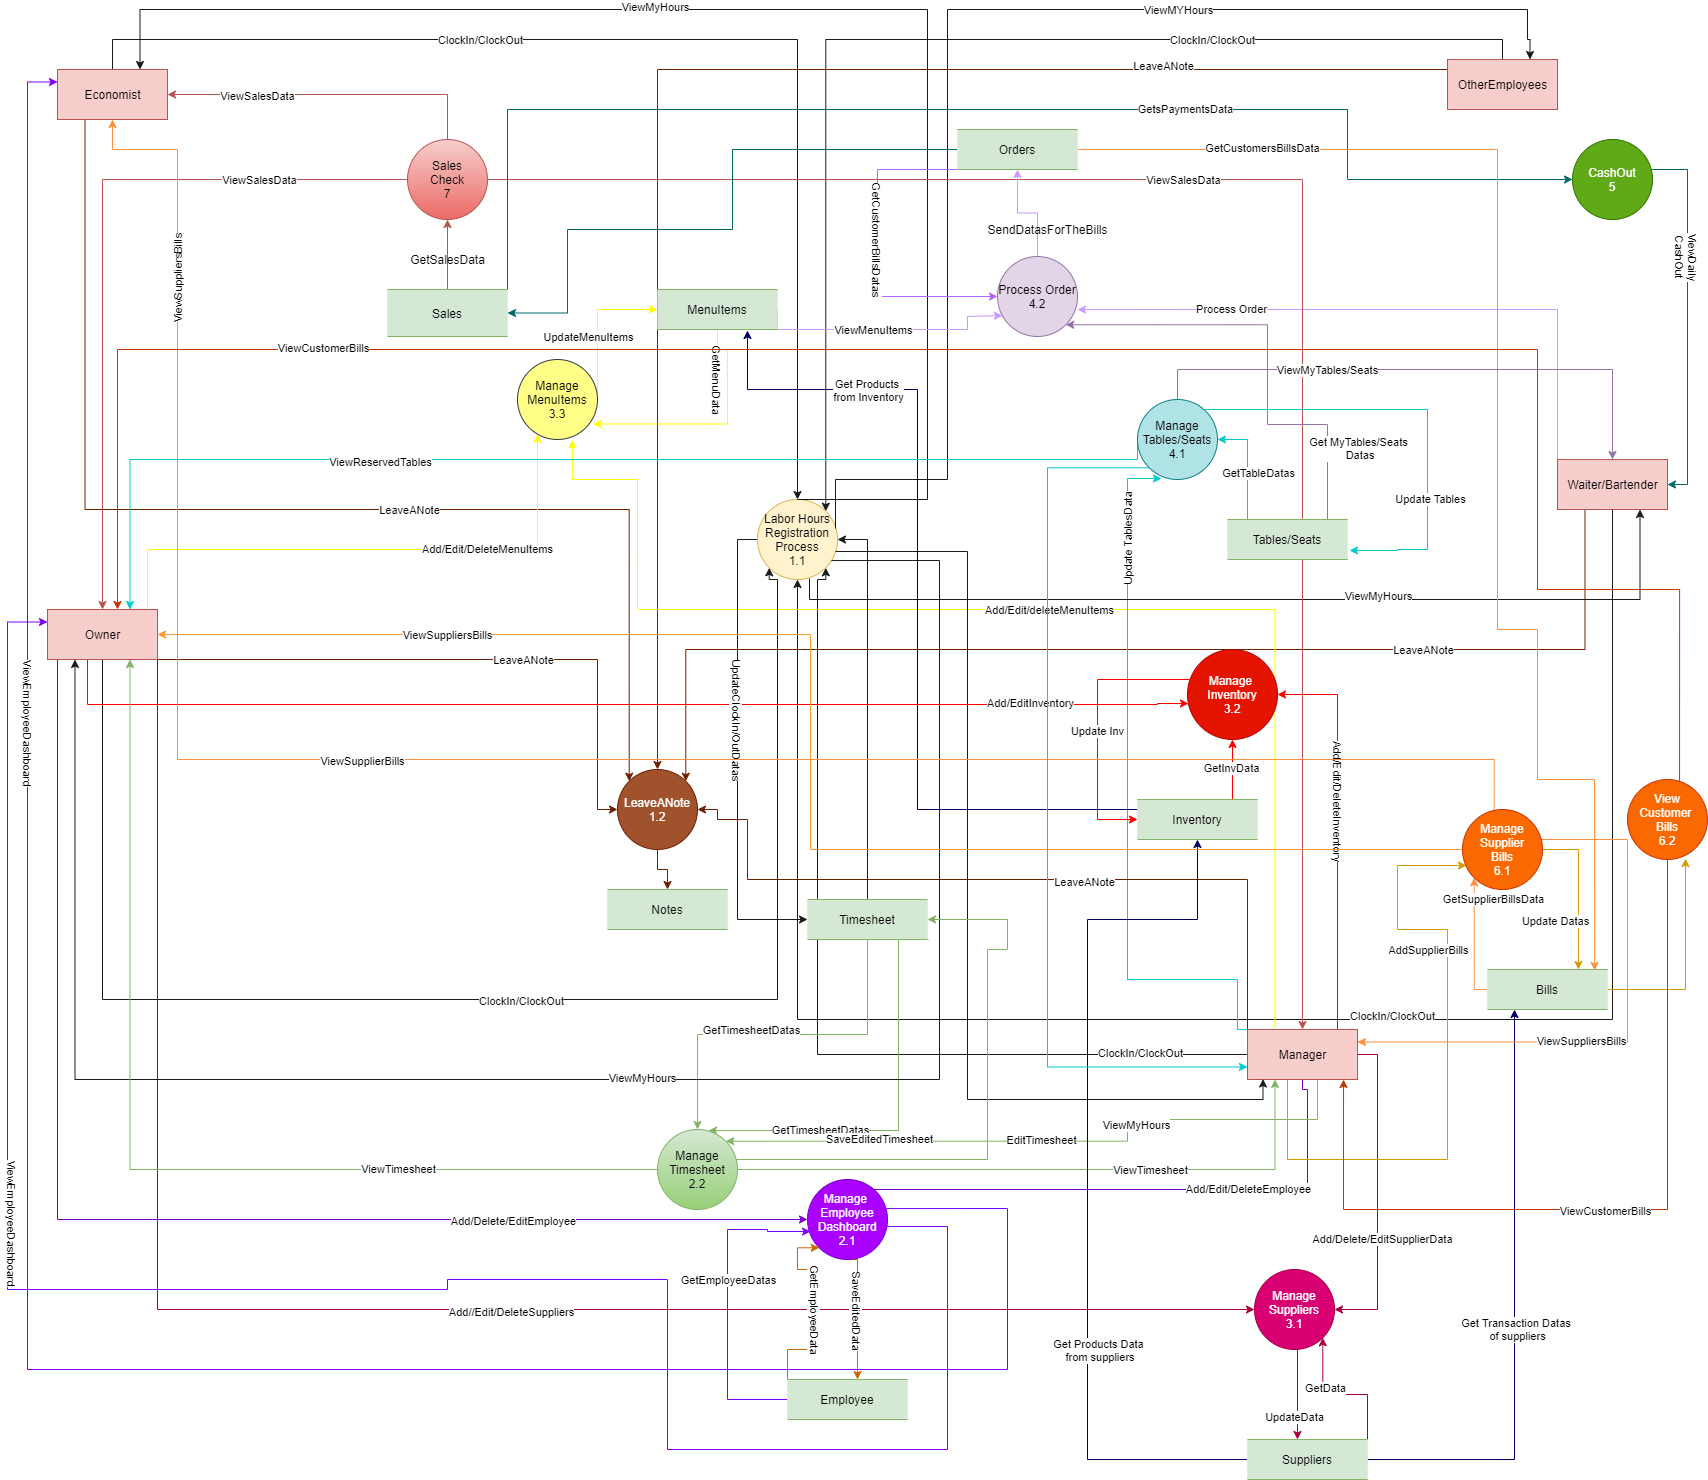 ViewMyHours
ViewMYHours
ClockIn/ClockOut
ClockIn/ClockOut
LeaveANote
Economist
OtherEmployees
ViewSalesData
GetsPaymentsData
Orders
GetCustomersBillsData
Sales
Check
7
CashOut
5
ViewSalesData
ViewSalesData
GetCustomerBillsDatas
SendDatasForTheBills
ViewDaily
CashOut
ViewSuppliersBills
GetSalesData
Process Order
4.2
Sales
MenuItems
Process Order
UpdateMenuItems
ViewMenuItems
ViewCustomerBills
GetMenuData
Manage
MenuItems
3.3
Get Products
from Inventory
ViewMyTables/Seats
Manage
Tables/Seats
4.1
Get MyTables/Seats
Datas
ViewReservedTables
GetTableDatas
Waiter/Bartender
Update Tables
LeaveANote
Update TablesData
Labor Hours
Registration
Process
1.1
Tables/Seats
Add/Edit/DeleteMenuItems
ViewMyHours
Add/Edit/deleteMenuItems
Owner
ViewSuppliersBills
LeaveANote
LeaveANote
ViewEmployeeDashboard
UpdateClockIn/OutDatas
Manage
Inventory
3.2
Add/EditInventory
Update Inv
Add/Edit/DeleteInventory
ViewSupplierBills
GetInvData
LeaveANote
1.2
Inventory
View
Customer
Bills
6.2
Manage
Supplier
Bills
6.1
LeaveANote
GetSupplierBillsData
Notes
Timesheet
Update Datas
AddSupplierBills
Bills
ClockIn/ClockOut
ClockIn/ClockOut
GetTimesheetDatas
ViewSuppliersBills
ClockIn/ClockOut
Manager
ViewMyHours
ViewMyHours
GetTimesheetDatas
SaveEditedTimesheet
EditTimesheet
Manage
Timesheet
2.2
ViewTimesheet
ViewTimesheet
ViewEmployeeDashboard
Add/Edit/DeleteEmployee
Manage
Employee
Dashboard
2.1
Add/Delete/EditEmployee
ViewCustomerBills
Add/Delete/EditSupplierData
GetEmployeeDatas
GetEmployeeData
SaveEditedData
Manage
Suppliers
3.1
Add//Edit/DeleteSuppliers
Get Transaction Datas
of suppliers
Get Products Data
from suppliers
GetData
Employee
UpdateData
Suppliers